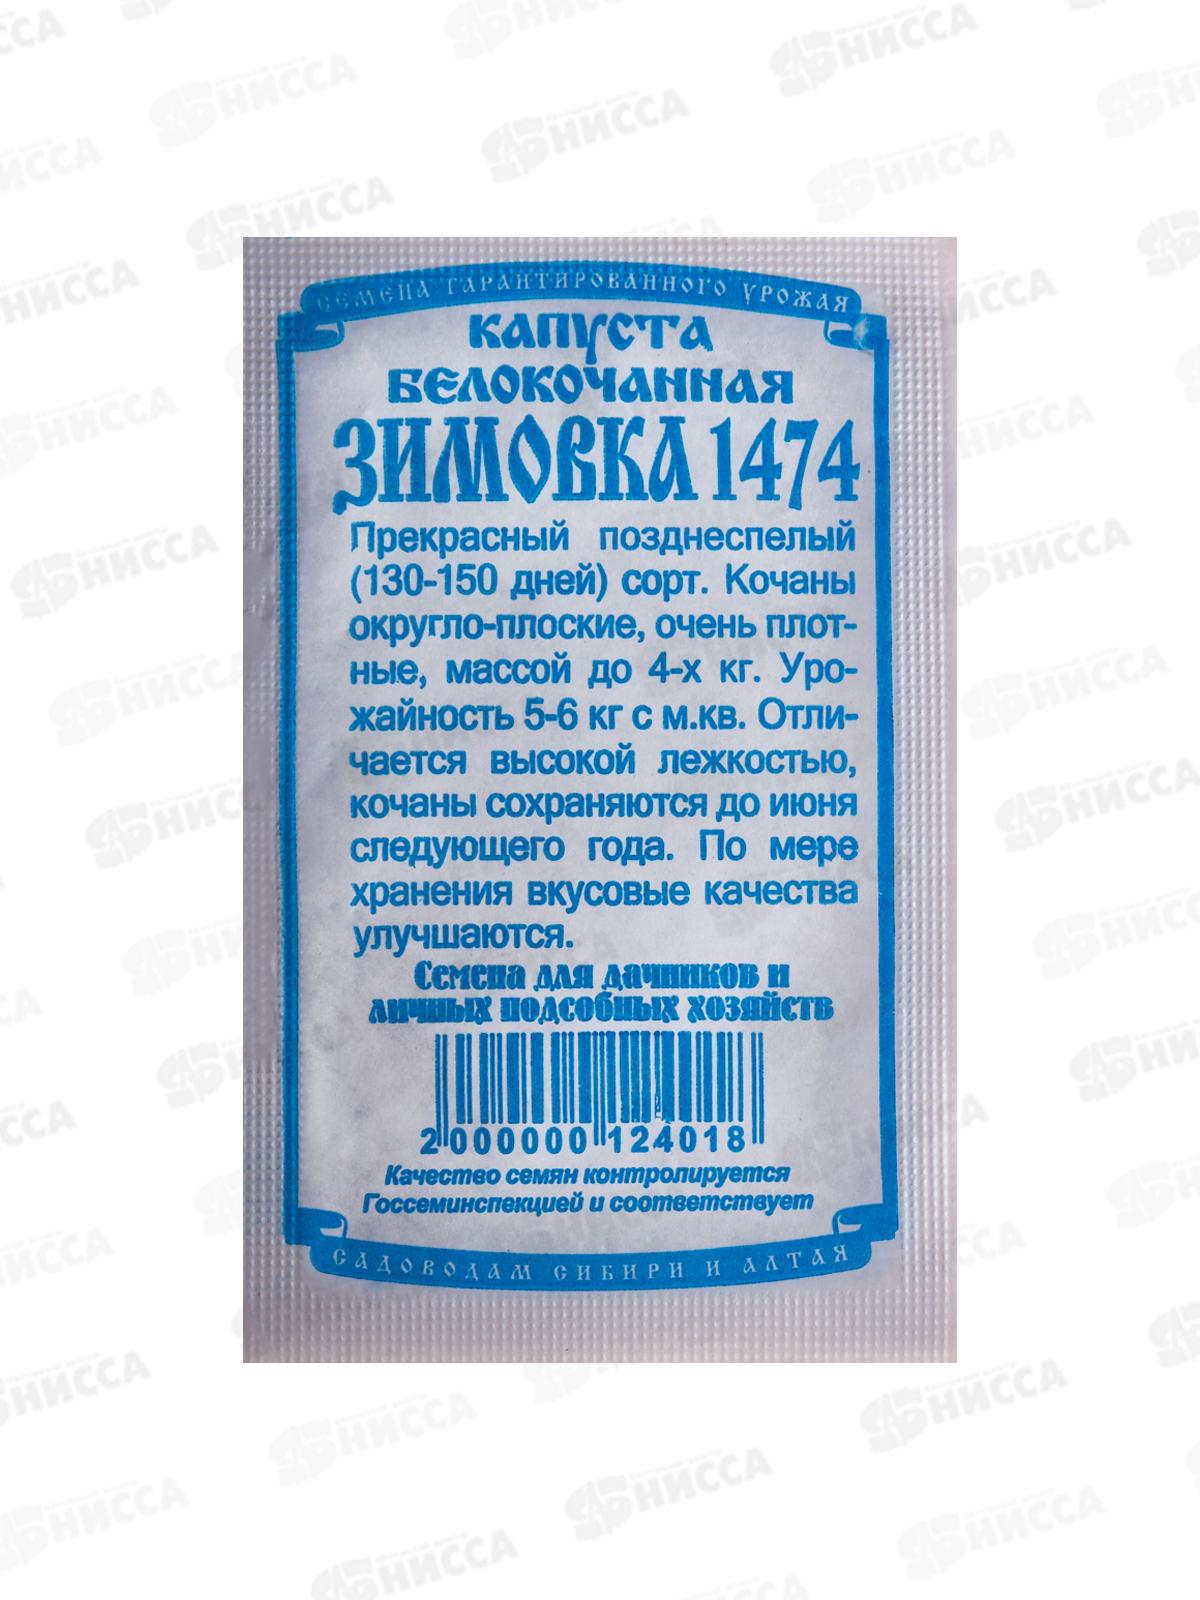 СЕМЕНА ГАРАНТИРОВАННОГО УРОЖАЯ
КАПУСТА
БЕЛОКОЧАННАЯ
ЗИМОВКА 1474
Прекрасный позднеспелый
(130-150 дней) сорт. Кочаны
округло-плоские, очень плот-
ные, массой до 4-х кг. Уро-
жайность 5-6 кг с м.кв. Отли-
чается высокой лежкостью,
кочаны сохраняются до июня
следующего года. По мере
хранения вкусовые качества
улучшаются.
Семена для дачников и
личных подсобных хозяйств
2 000000 124018
Качество семян контролируется
Госсеминспекцией и соответствует
САДОВОДАМ СИБИРИ И АЛТАЯ